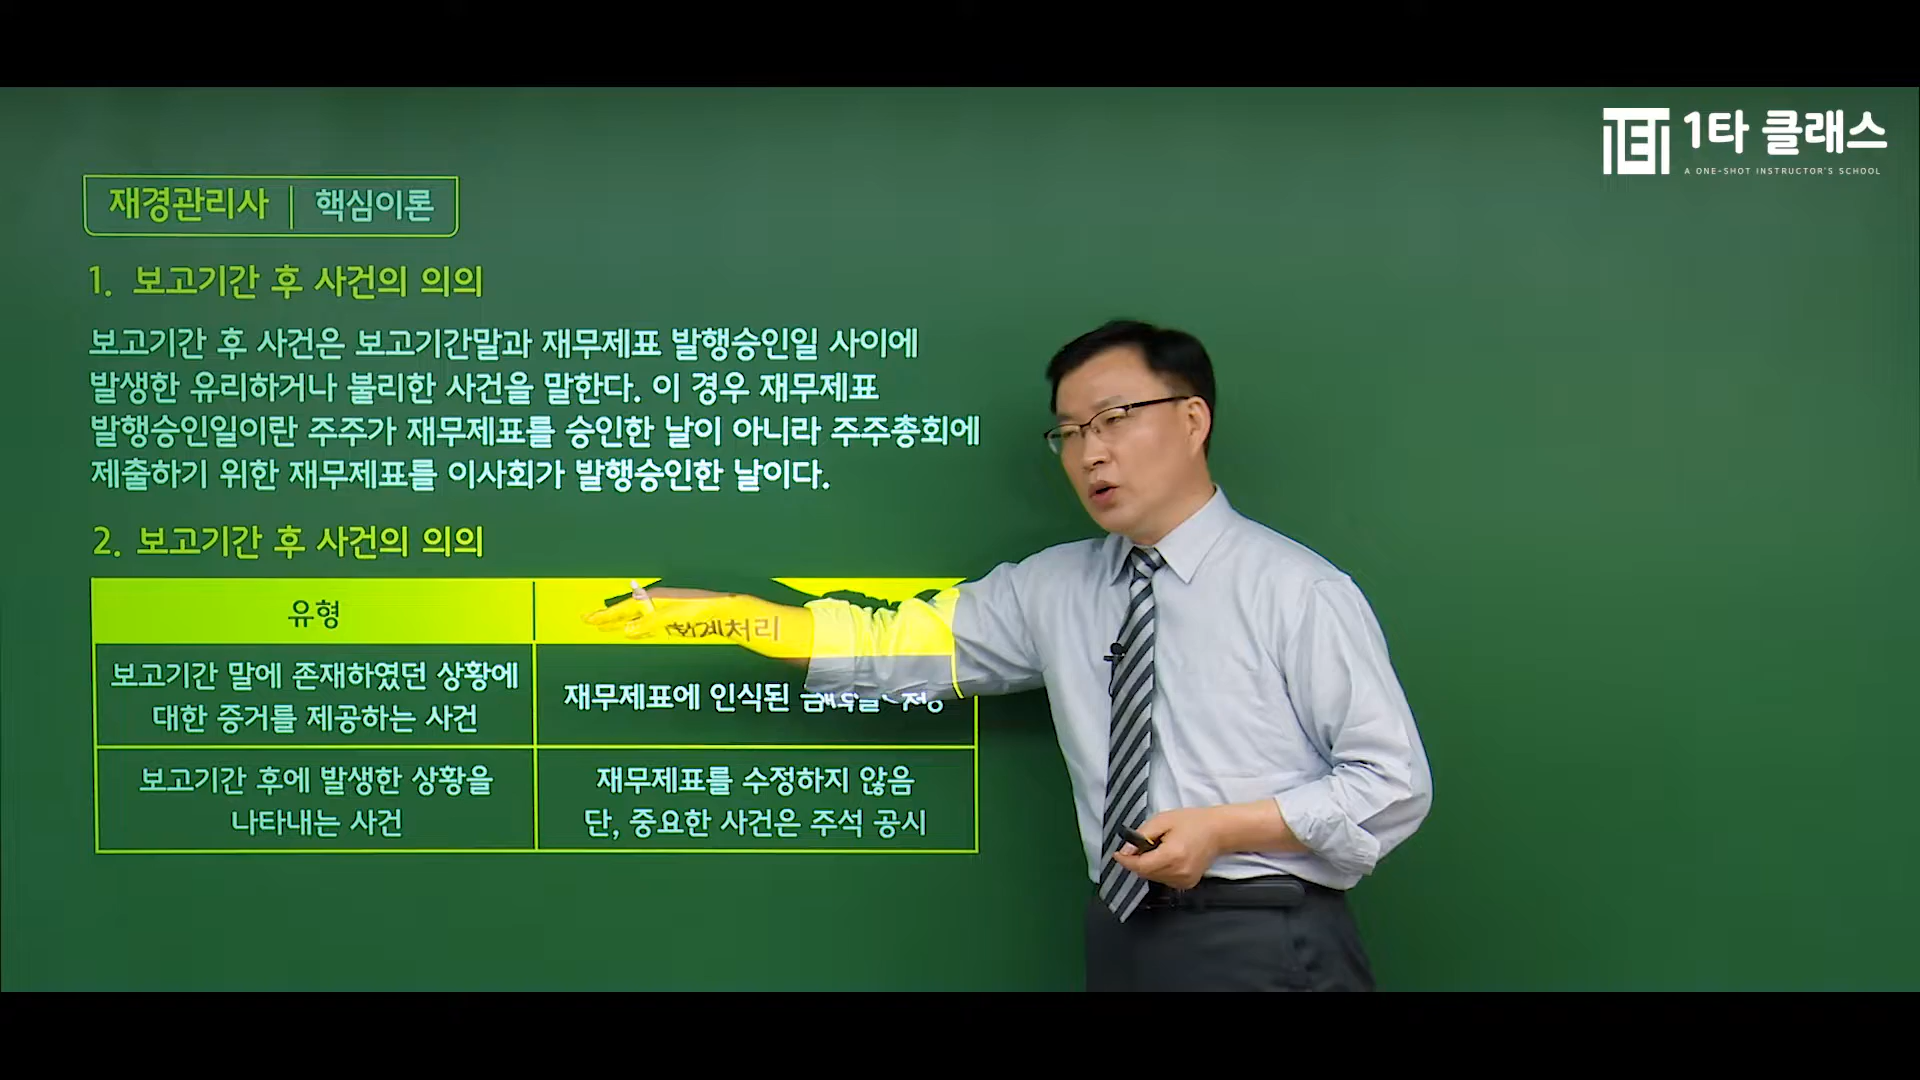 1타 클래스
A ONE-SHOT INSTRUCTOR'S SCHOOL
재경관리사 | 핵심이론
1. 보고기간 후 사건의 의의
보고기간 후 사건은 보고기간말과 재무제표 발행승인일 사이에
발생한 유리하거나 불리한 사건을 말한다. 이 경우 재무제표
발행승인일이란 주주가 재무제표를 승인한 날이 아니라 주주총회에
제출하기 위한 재무제표를 이사회가 발행승인한 날이다.
2. 보고기간 후 사건의 의의
유형
회계처리
보고기간 말에 존재하였던 상황에
대한 증거를 제공하는 사건
재무제표에 인식된
보고기간 후에 발생한 상황을
나타내는 사건
재무제표를 수정하지 않음
단, 중요한 사건은 주석 공시